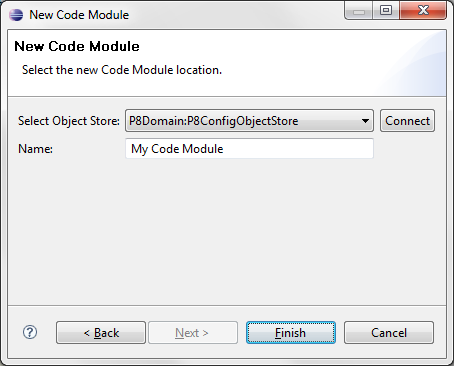 New Code Module
New Code Module
Select the new Code Module location.
Select Object Store: P8Domain:P8ConfigObjectStore Connect
Name: My Code Module
? < Back Next > Finish Cancel